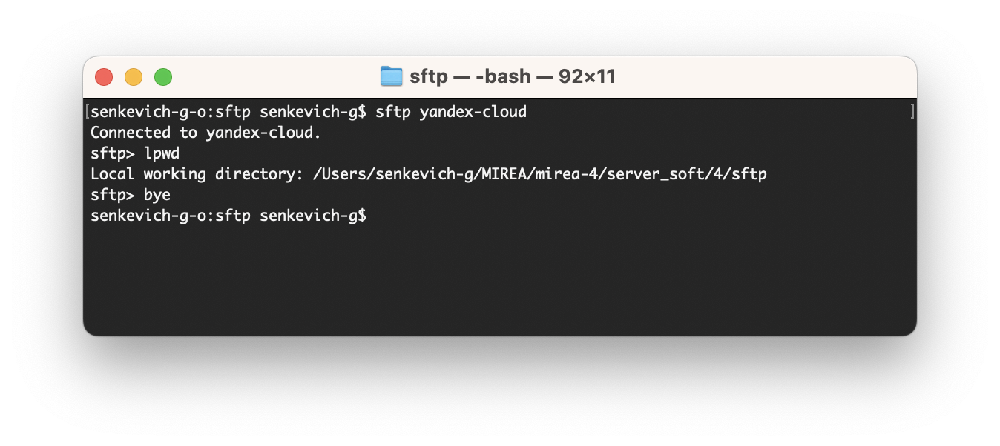 sftp — -bash — 92×11
[senkevich-g-o:sftp senkevich-g$ sftp yandex-cloud ]
Connected to yandex-cloud.
sftp> lpwd
Local working directory: /Users/senkevich-g/MIREA/mirea-4/server_soft/4/sftp
sftp> bye
senkevich-g-o:sftp senkevich-g$